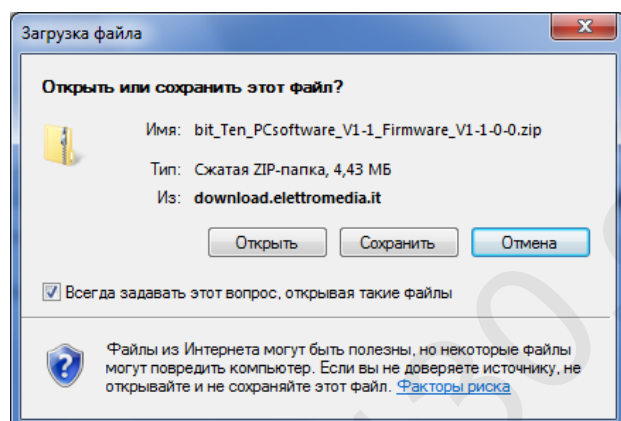 Загрузка файла
Открыть или сохранить этот файл?
Имя: bit_Ten_PCsoftware_V1-1_Firmware_V1-1-0-0.zip
Тип: Сжатая ZIP-папка, 4,43 МБ
Из: download.elettromedia.it
Открыть Сохранить Отмена
Всегда задавать этот вопрос, открывая такие файлы
Файлы из Интернета могут быть полезны, но некоторые файлы
могут повредить компьютер. Если вы не доверяете источнику, не
открывайте и не сохраняйте этот файл. Факторы риска